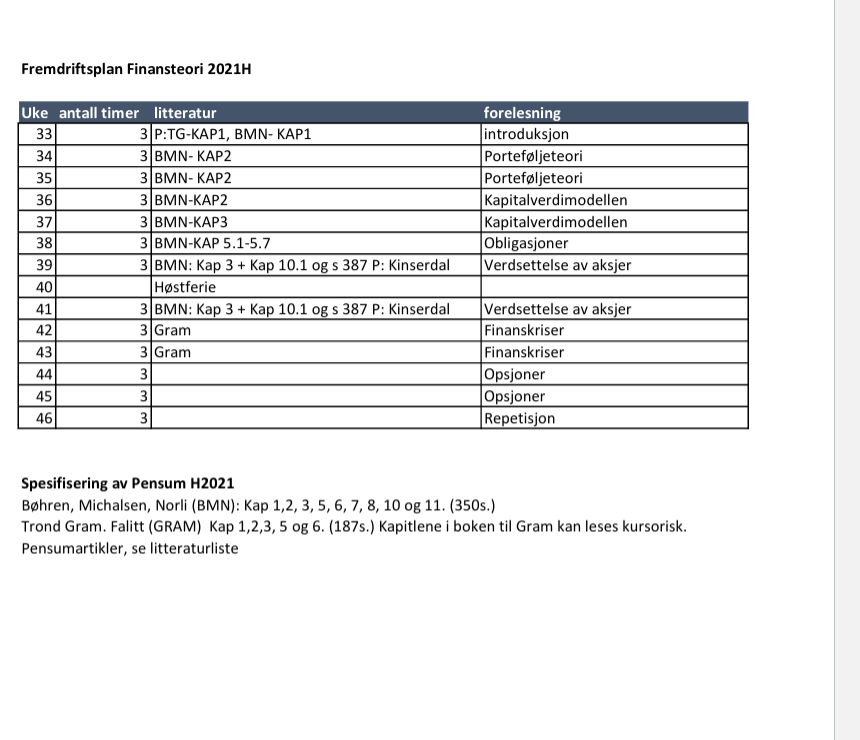 Fremdriftsplan Finansteori 2021H
Uke antall timer litteratur forelesning
33 3 P:TG-KAP1, BMN- KAP1 introduksjon
34 3 BMN- KAP2 Porteføljeteori
35 3 BMN- KAP2 Porteføljeteori
36 3 BMN-KAP2 Kapitalverdimodellen
37 3 BMN-KAP3 Kapitalverdimodellen
38 3 BMN-KAP 5.1-5.7 Obligasjoner
39 3 BMN: Kap 3 + Kap 10.1 og s 387 P: Kinserdal Verdsettelse av aksjer
40 Høstferie
41 3 BMN: Kap 3 + Kap 10.1 og s 387 P: Kinserdal Verdsettelse av aksjer
42 3 Gram Finanskriser
43 3 Gram Finanskriser
44 3 Opsjoner
45 3 Opsjoner
46 3 Repetisjon
Spesifisering av Pensum H2021
Bøhren, Michalsen, Norli (BMN): Kap 1,2, 3, 5, 6, 7, 8, 10 og 11. (350s.)
Trond Gram. Falitt (GRAM) Kap 1,2,3, 5 og 6. (187s.) Kapitlene i boken til Gram kan leses kursorisk.
Pensumartikler, se litteraturliste